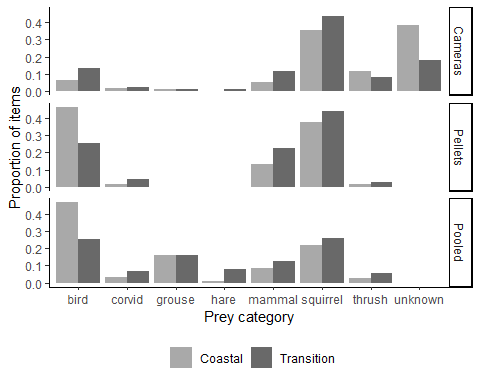 Proportion of items
0.4
0.3
0.2
0.1
0.0
Cameras
0.4
0.3
0.2
0.1
0.0
Pellets
0.4
0.3
0.2
0.1
0.0
Pooled
bird corvid grouse hare mammal squirrel thrush unknown
Prey category
Coastal Transition